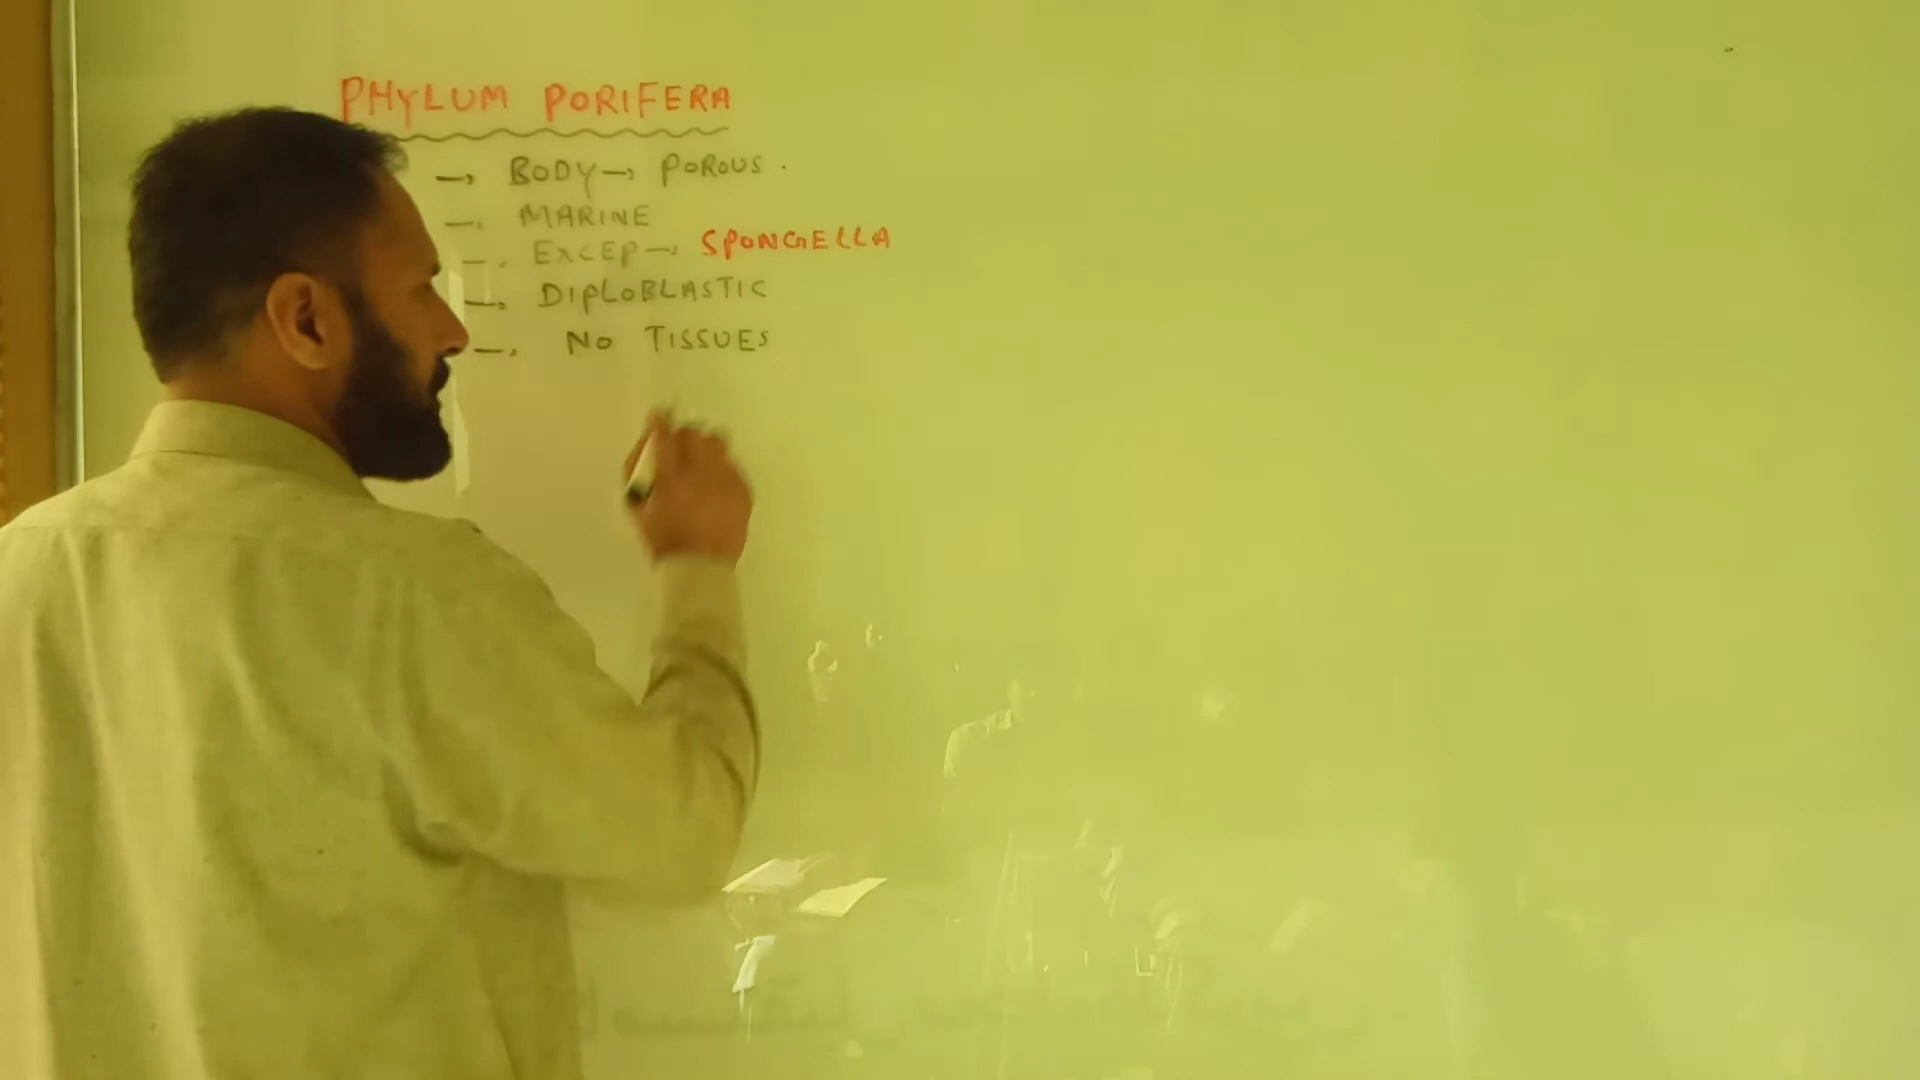 PHYLUM PORIFERA
→ BODY → POROUS.
→ MARINE
→ EXCEP → SPONGELLA
→ DIPLOBLASTIC
→ NO TISSUES